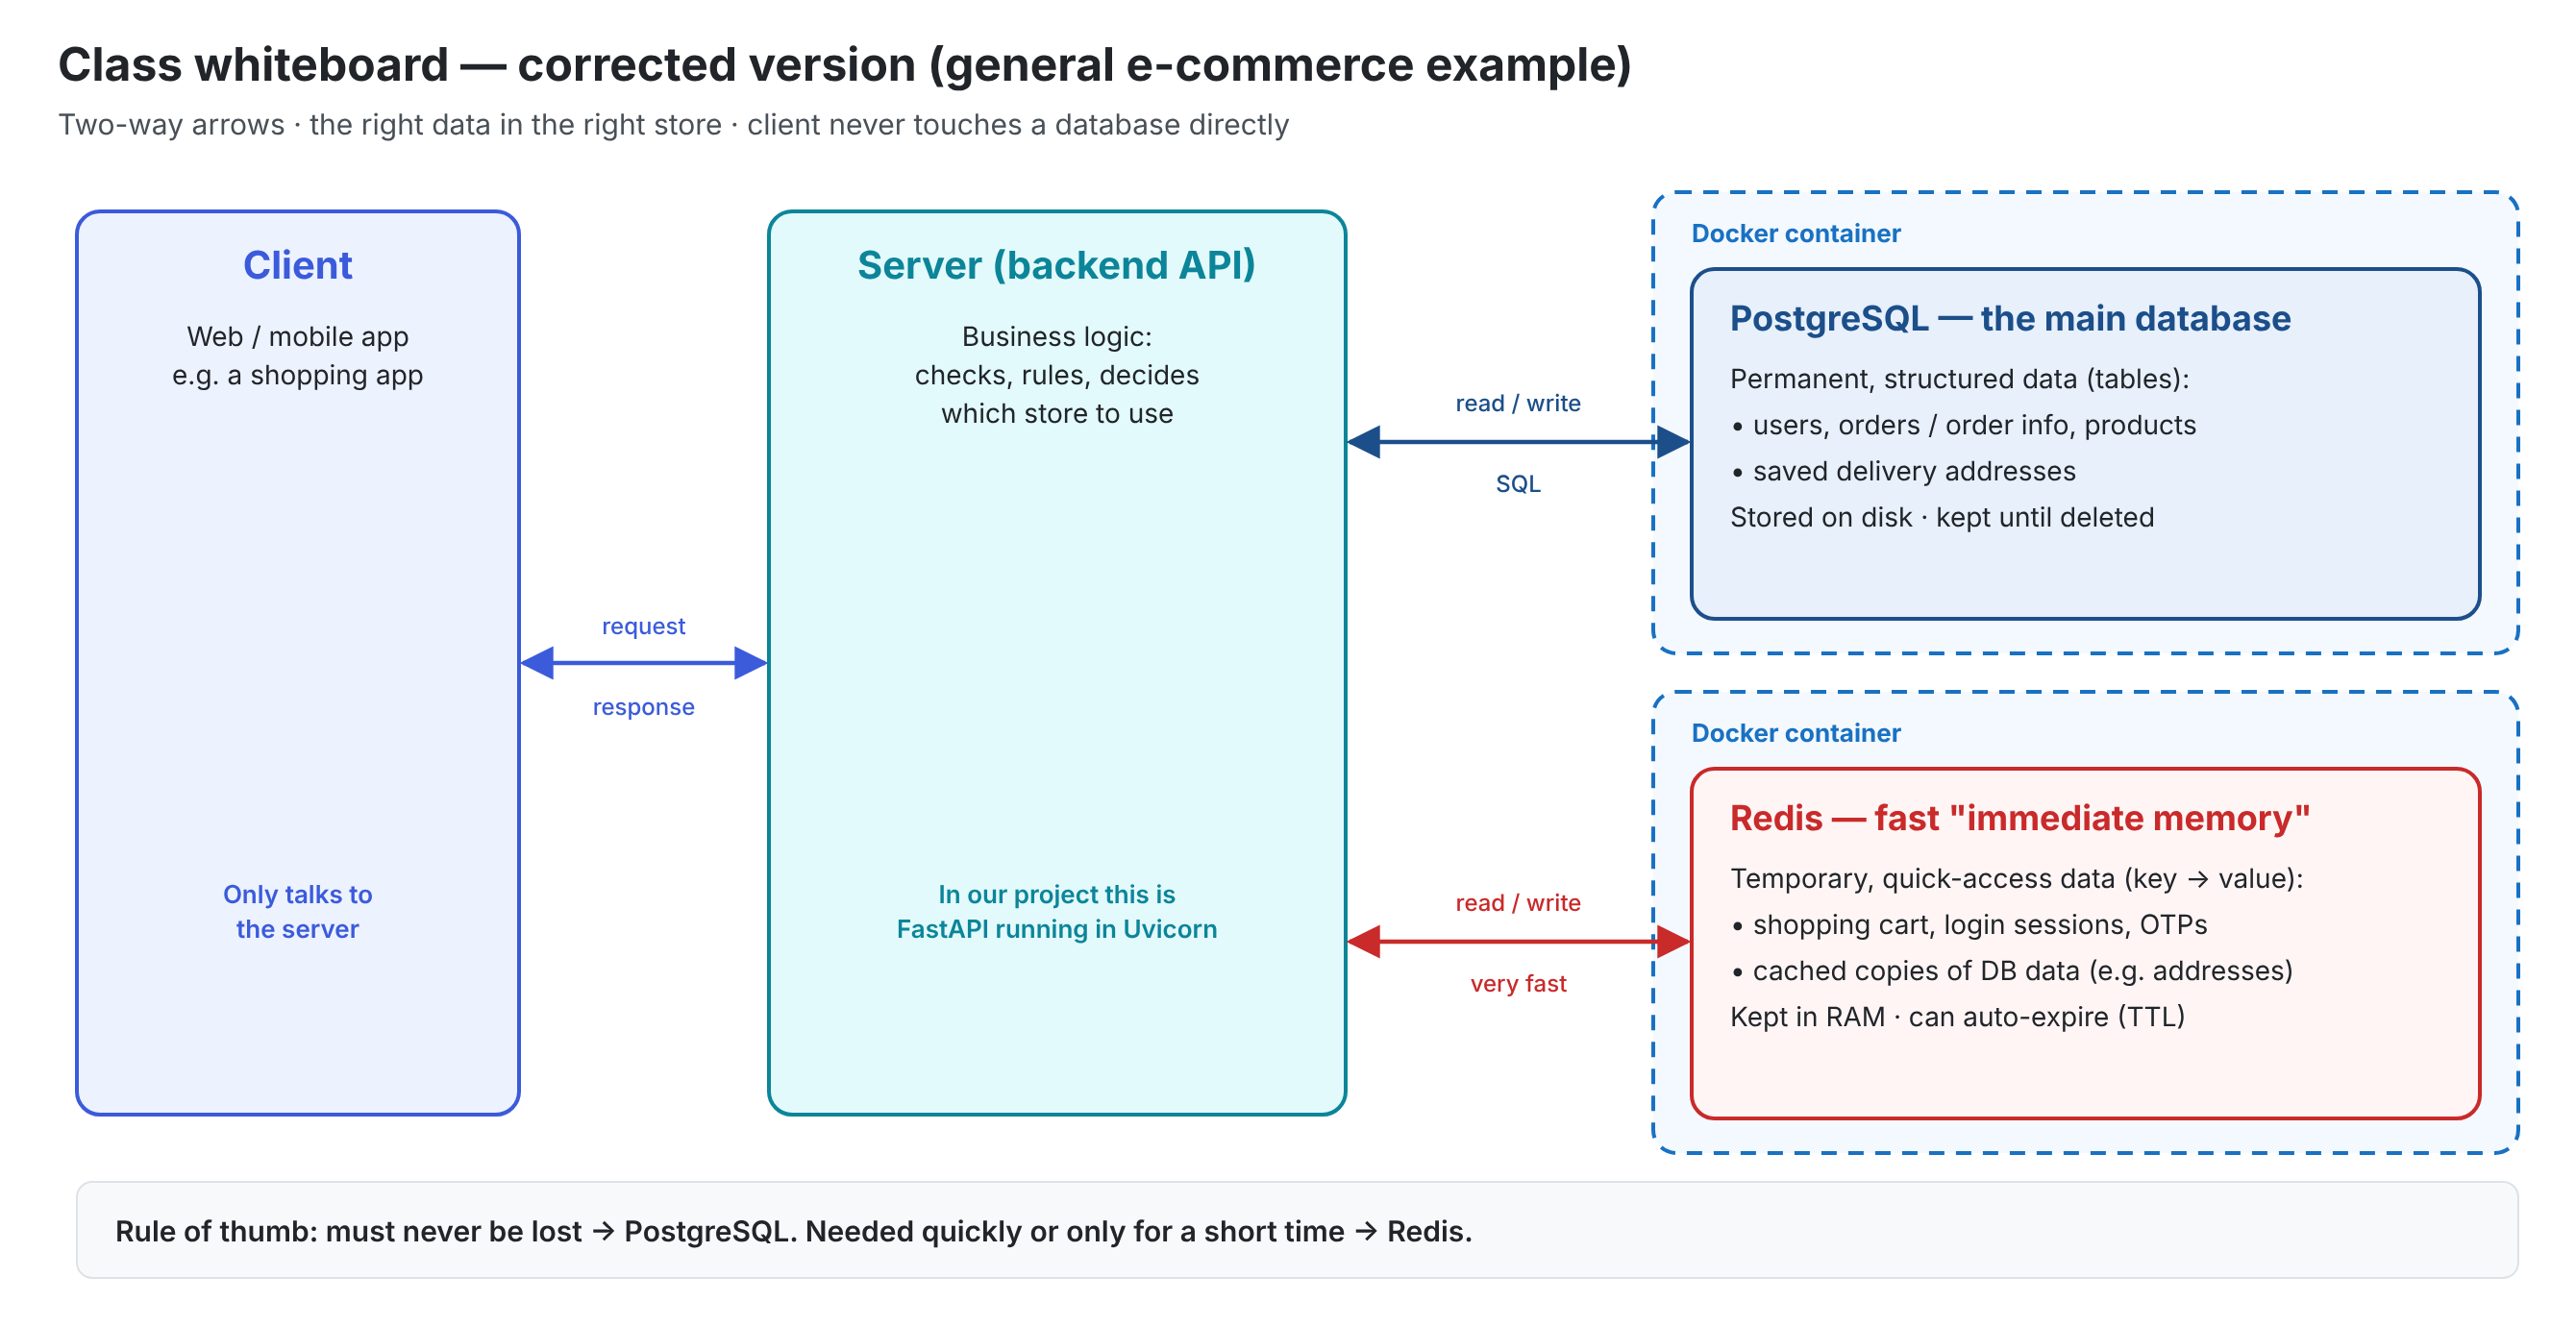 Class whiteboard — corrected version (general e-commerce example)
Two-way arrows · the right data in the right store · client never touches a database directly
Client
Web / mobile app
e.g. a shopping app
Only talks to
the server
request
response
Server (backend API)
Business logic:
checks, rules, decides
which store to use
In our project this is
FastAPI running in Uvicorn
read / write
SQL
read / write
very fast
Docker container
PostgreSQL — the main database
Permanent, structured data (tables):
• users, orders / order info, products
• saved delivery addresses
Stored on disk · kept until deleted
Docker container
Redis — fast "immediate memory"
Temporary, quick-access data (key → value):
• shopping cart, login sessions, OTPs
• cached copies of DB data (e.g. addresses)
Kept in RAM · can auto-expire (TTL)
Rule of thumb: must never be lost → PostgreSQL. Needed quickly or only for a short time → Redis.